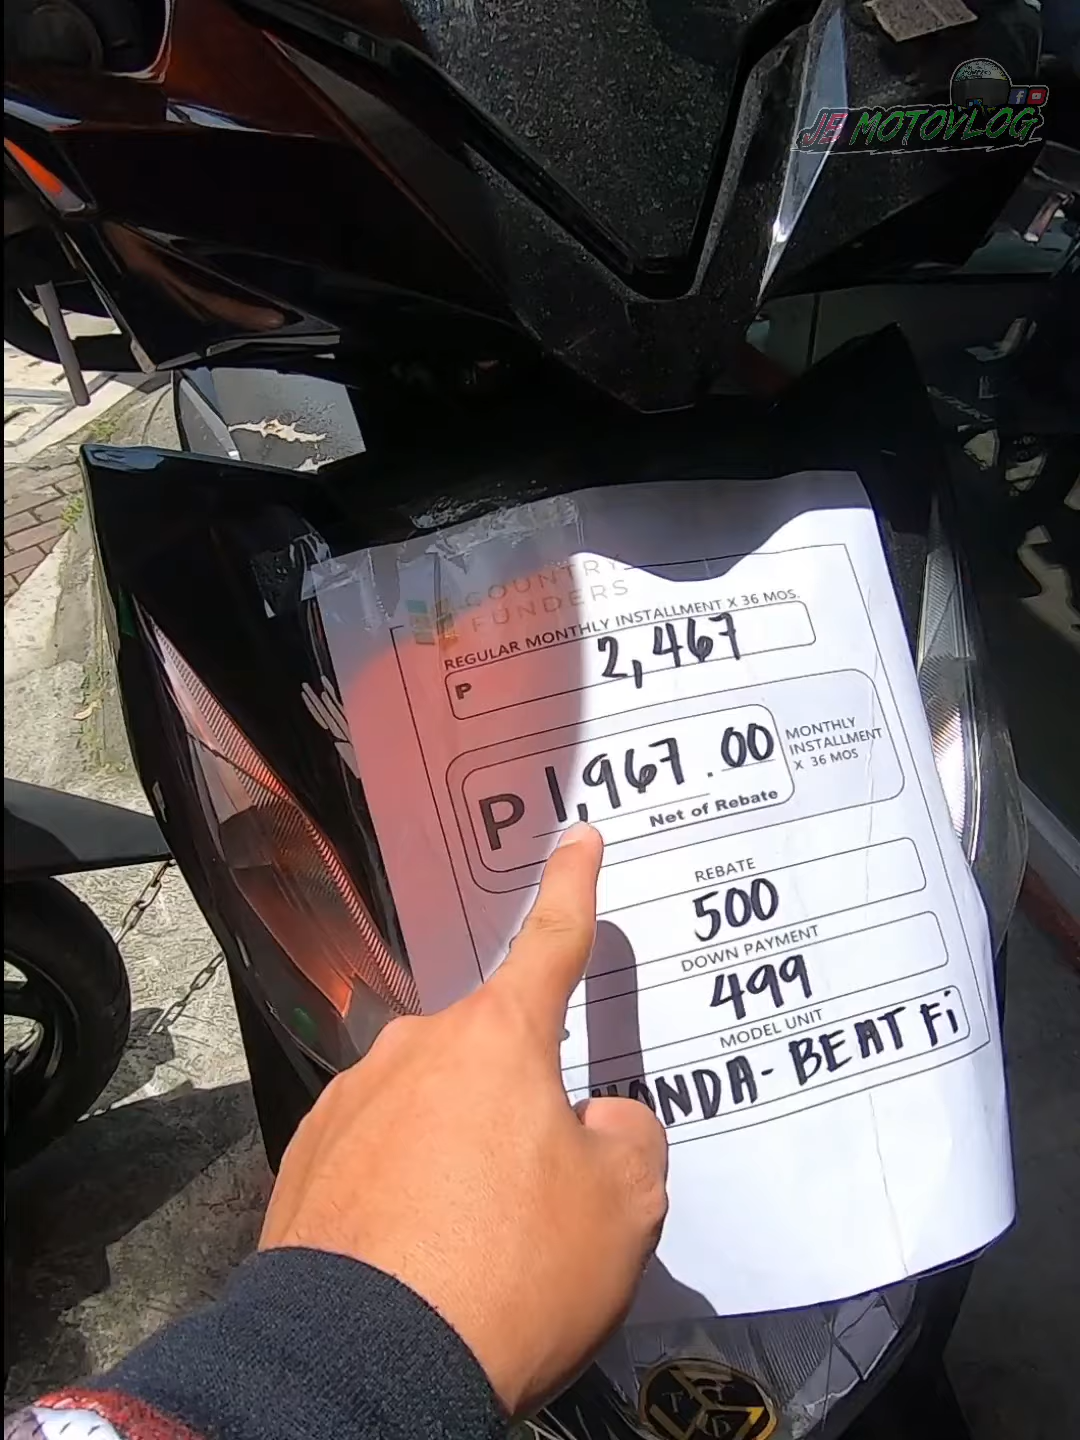 JE MOTOVLOG
COUNTRY
FUNDERS
REGULAR MONTHLY INSTALLMENT X 36 MOS.
P 2,467
P 1,967.00
MONTHLY
INSTALLMENT
X 36 MOS
Net of Rebate
REBATE
500
DOWN PAYMENT
499
MODEL UNIT
HONDA - BEAT Fi